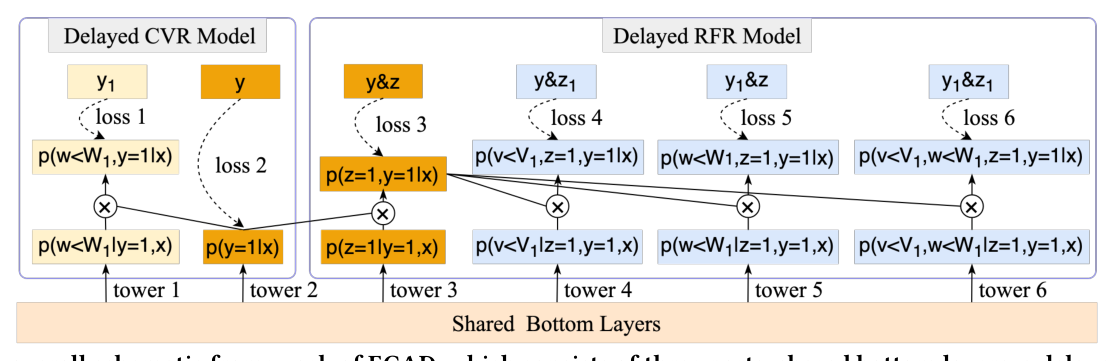 Delayed CVR Model
Delayed RFR Model
y₁
y
y&z
y&z₁
y₁&z
y₁&z₁
loss 1
loss 2
loss 3
loss 4
loss 5
loss 6
p(w<W₁,y=1|x)
p(z=1,y=1|x)
p(v<V₁,z=1,y=1|x)
p(w<W₁,z=1,y=1|x)
p(v<V₁,w<W₁,z=1,y=1|x)
p(w<W₁|y=1,x)
p(y=1|x)
p(z=1|y=1,x)
p(v<V₁|z=1,y=1,x)
p(w<W₁|z=1,y=1,x)
p(v<V₁,w<W₁|z=1,y=1,x)
tower 1
tower 2
tower 3
tower 4
tower 5
tower 6
Shared Bottom Layers